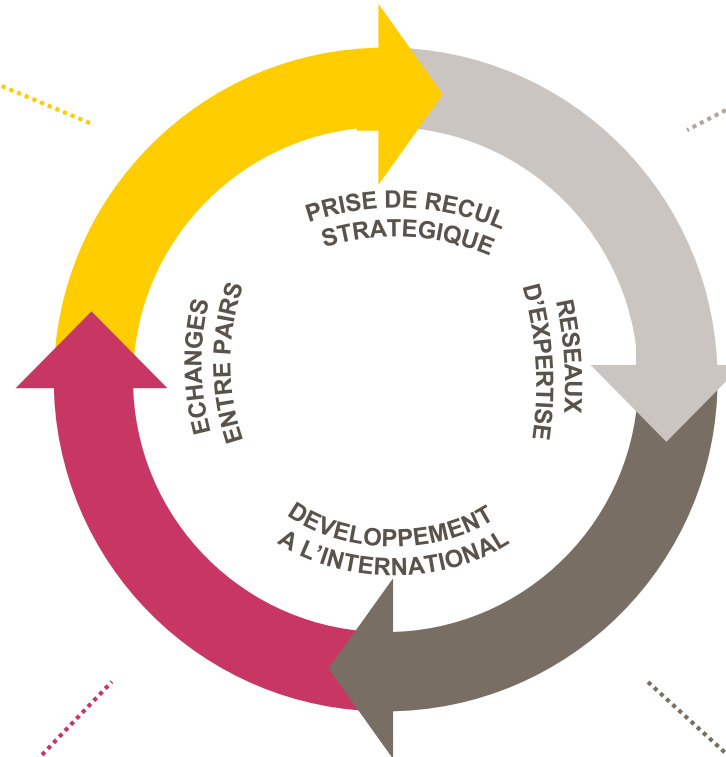 PRISE DE RECUL
STRATEGIQUE
RESEAUX
D'EXPERTISE
DEVELOPPEMENT
A L'INTERNATIONAL
ECHANGES
ENTRE PAIRS